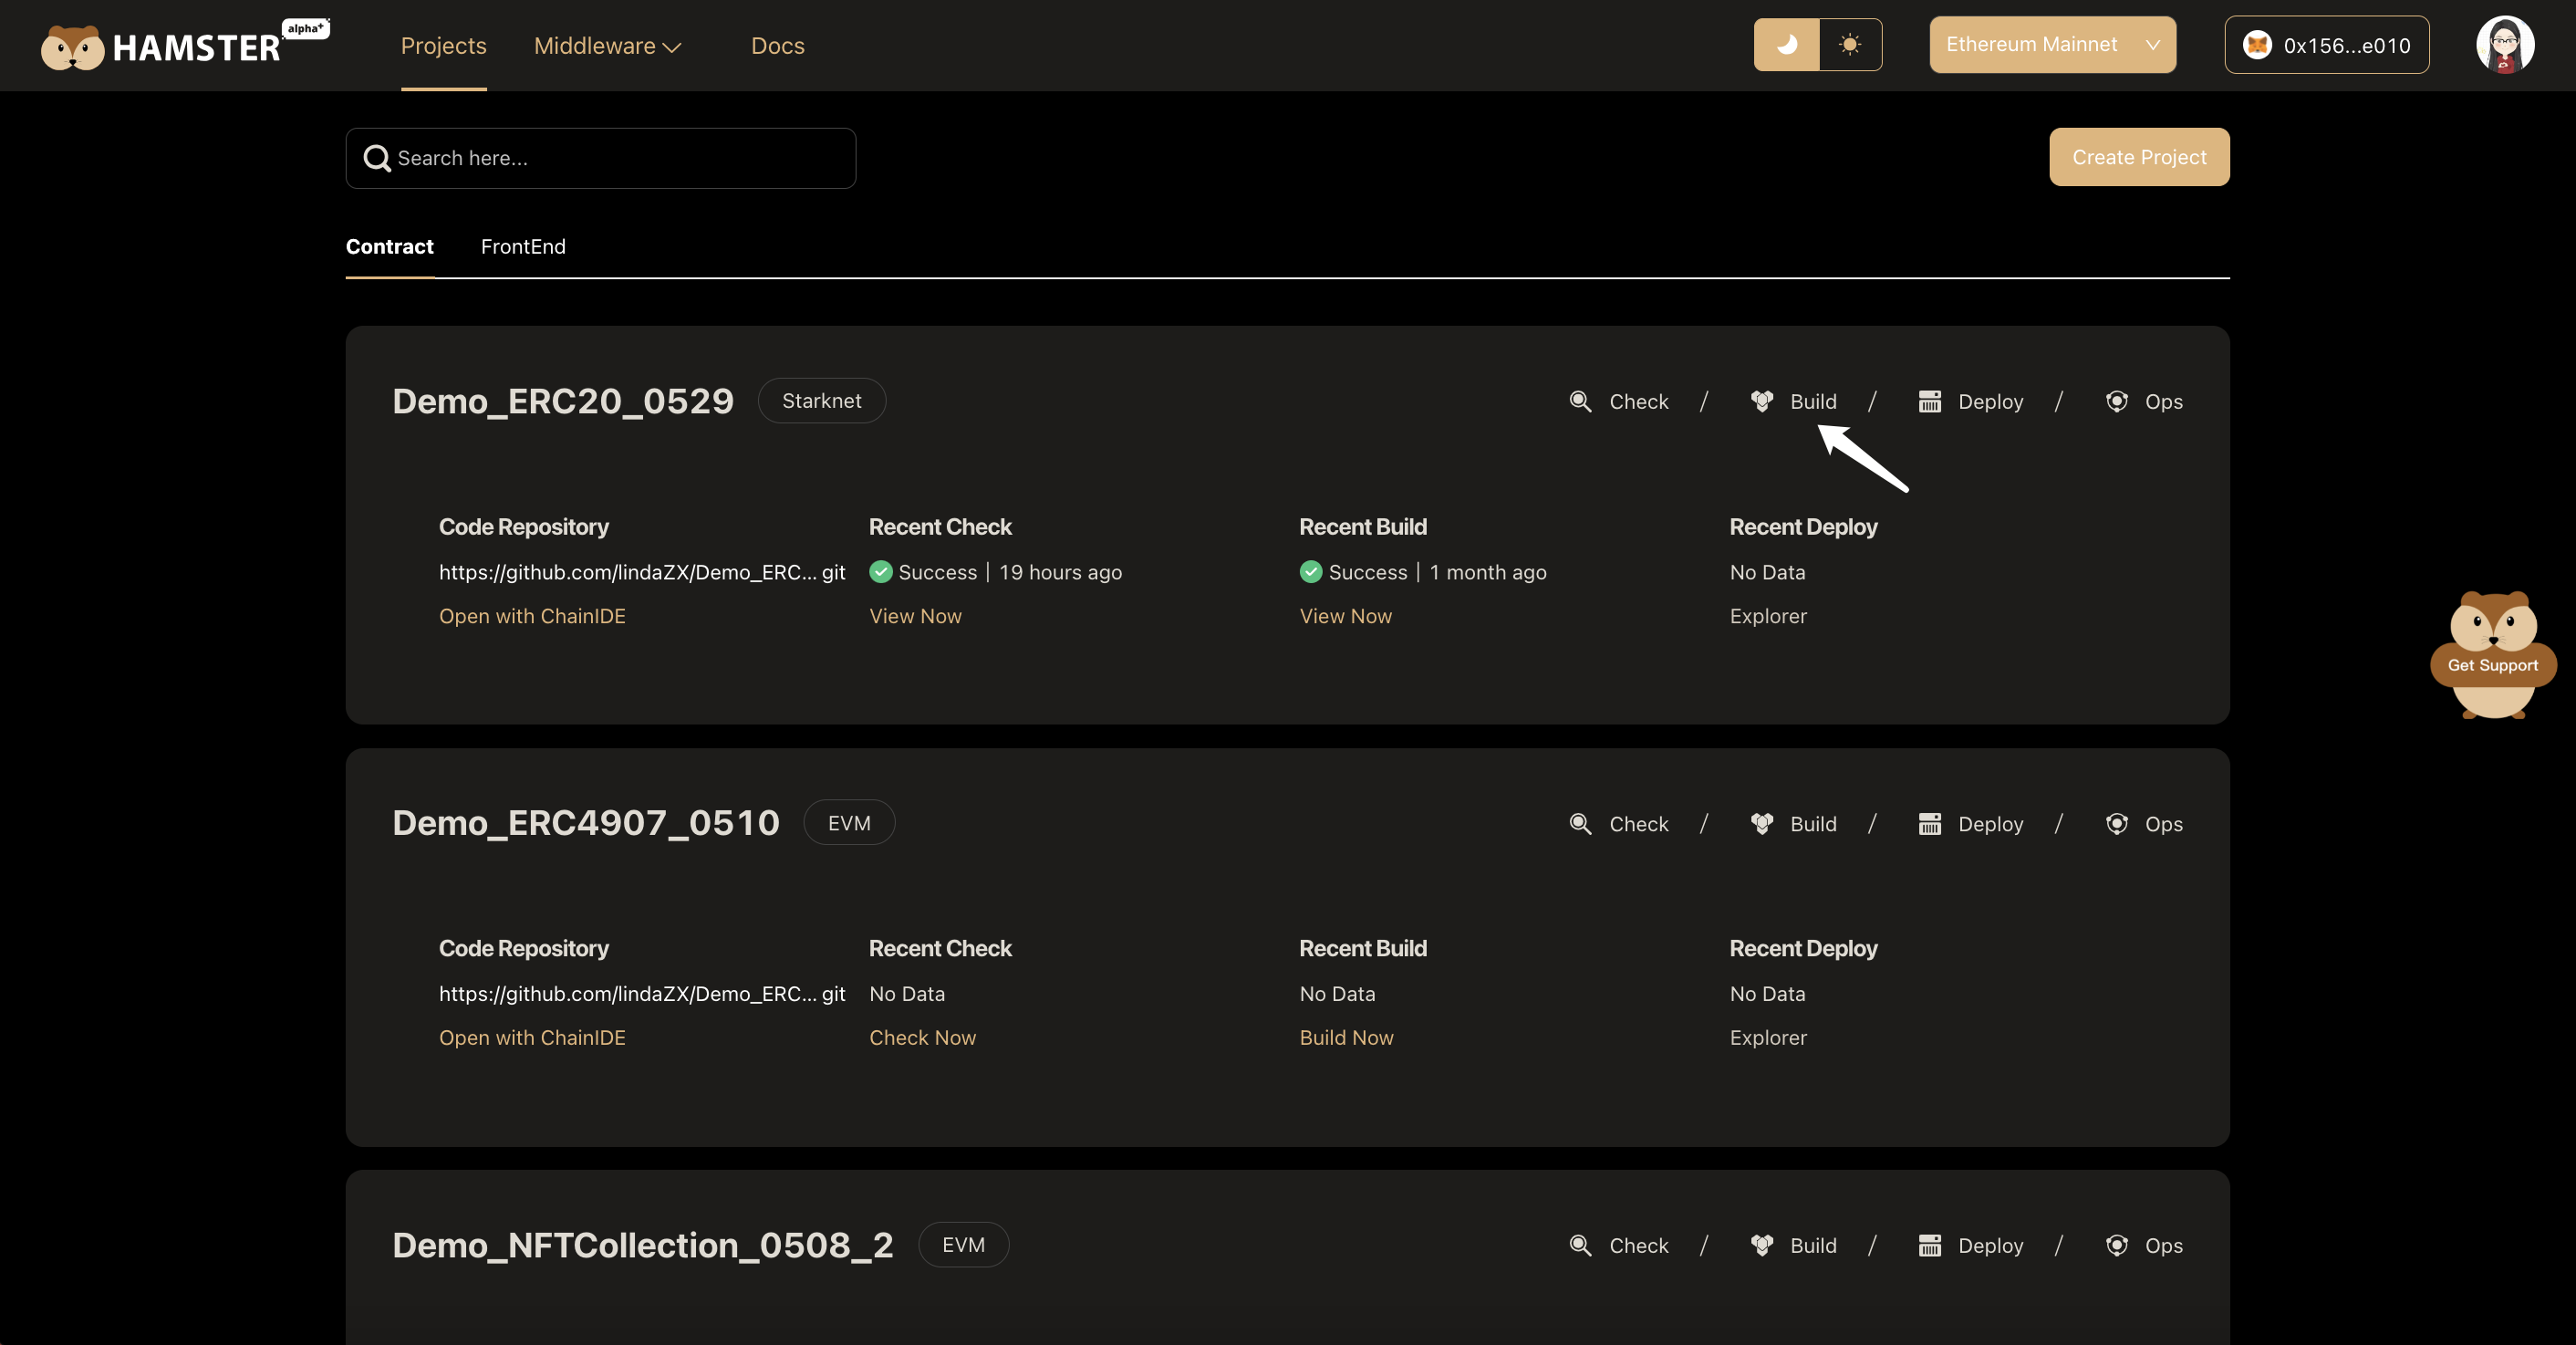 HAMSTER alpha+ Projects Middleware Docs Ethereum Mainnet 0x156...e010
Search here... Create Project
Contract FrontEnd
Demo_ERC20_0529 Starknet Check / Build / Deploy / Ops
Code Repository Recent Check Recent Build Recent Deploy
https://github.com/lindaZX/Demo_ERC... git Success | 19 hours ago Success | 1 month ago No Data
Open with ChainIDE View Now View Now Explorer
Get Support
Demo_ERC4907_0510 EVM Check / Build / Deploy / Ops
Code Repository Recent Check Recent Build Recent Deploy
https://github.com/lindaZX/Demo_ERC... git No Data No Data No Data
Open with ChainIDE Check Now Build Now Explorer
Demo_NFTCollection_0508_2 EVM Check / Build / Deploy / Ops